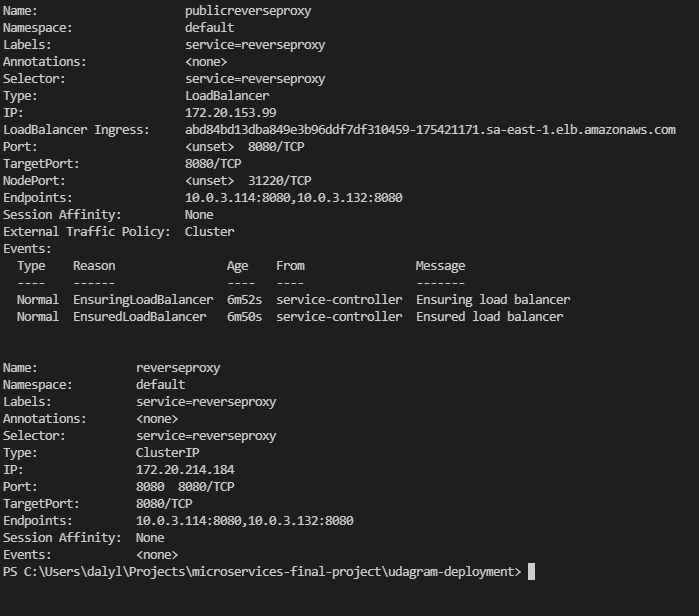 Name:                     publicreverseproxy
Namespace:                default
Labels:                   service=reverseproxy
Annotations:              <none>
Selector:                 service=reverseproxy
Type:                     LoadBalancer
IP:                       172.20.153.99
LoadBalancer Ingress:     abd84bd13dba849e3b96ddf7df310459-175421171.sa-east-1.elb.amazonaws.com
Port:                     <unset>  8080/TCP
TargetPort:               8080/TCP
NodePort:                 <unset>  31220/TCP
Endpoints:                10.0.3.114:8080,10.0.3.132:8080
Session Affinity:         None
External Traffic Policy:  Cluster
Events:
  Type    Reason                Age    From                Message
  ----    ------                ----   ----                -------
  Normal  EnsuringLoadBalancer  6m52s  service-controller  Ensuring load balancer
  Normal  EnsuredLoadBalancer   6m50s  service-controller  Ensured load balancer
Name:              reverseproxy
Namespace:         default
Labels:            service=reverseproxy
Annotations:       <none>
Selector:          service=reverseproxy
Type:              ClusterIP
IP:                172.20.214.184
Port:              8080  8080/TCP
TargetPort:        8080/TCP
Endpoints:         10.0.3.114:8080,10.0.3.132:8080
Session Affinity:  None
Events:            <none>
PS C:\Users\dalyl\Projects\microservices-final-project\udagram-deployment>